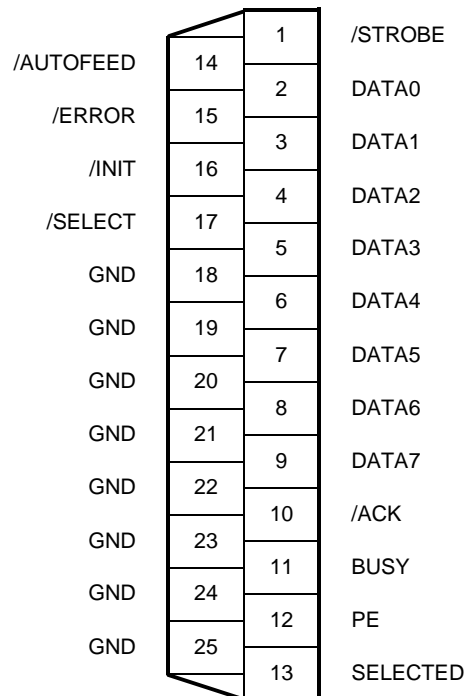 1 /STROBE
/AUTOFEED 14
2 DATA0
/ERROR 15
3 DATA1
/INIT 16
4 DATA2
/SELECT 17
5 DATA3
GND 18
6 DATA4
GND 19
7 DATA5
GND 20
8 DATA6
GND 21
9 DATA7
GND 22
10 /ACK
GND 23
11 BUSY
GND 24
12 PE
GND 25
13 SELECTED